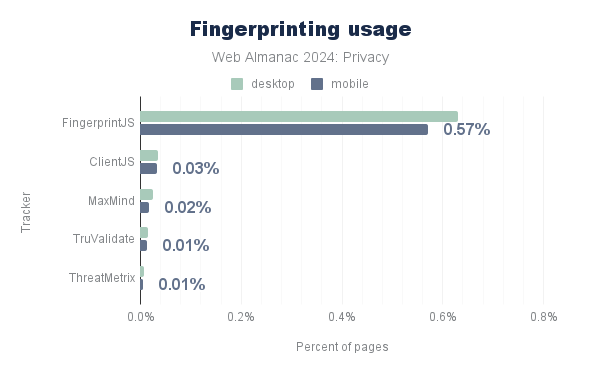 Fingerprinting usage
Web Almanac 2024: Privacy
desktop mobile
FingerprintJS 0.57%
ClientJS 0.03%
MaxMind 0.02%
Tracker
TruValidate 0.01%
ThreatMetrix 0.01%
0.0% 0.2% 0.4% 0.6% 0.8%
Percent of pages